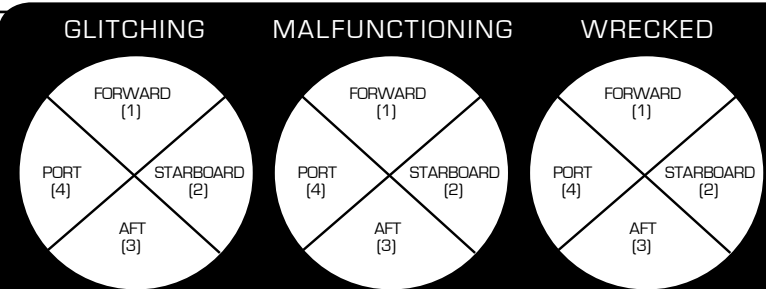 GLITCHING MALFUNCTIONING WRECKED
FORWARD
(1)
PORT
(4)
STARBOARD
(2)
AFT
(3)
FORWARD
(1)
PORT
(4)
STARBOARD
(2)
AFT
(3)
FORWARD
(1)
PORT
(4)
STARBOARD
(2)
AFT
(3)